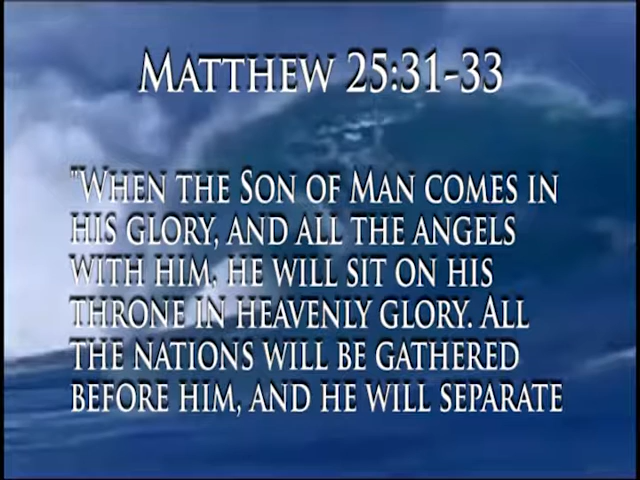 Matthew 25:31-33
"When the Son of Man comes in
his glory, and all the angels
with him, he will sit on his
throne in heavenly glory. All
the nations will be gathered
before him, and he will separate